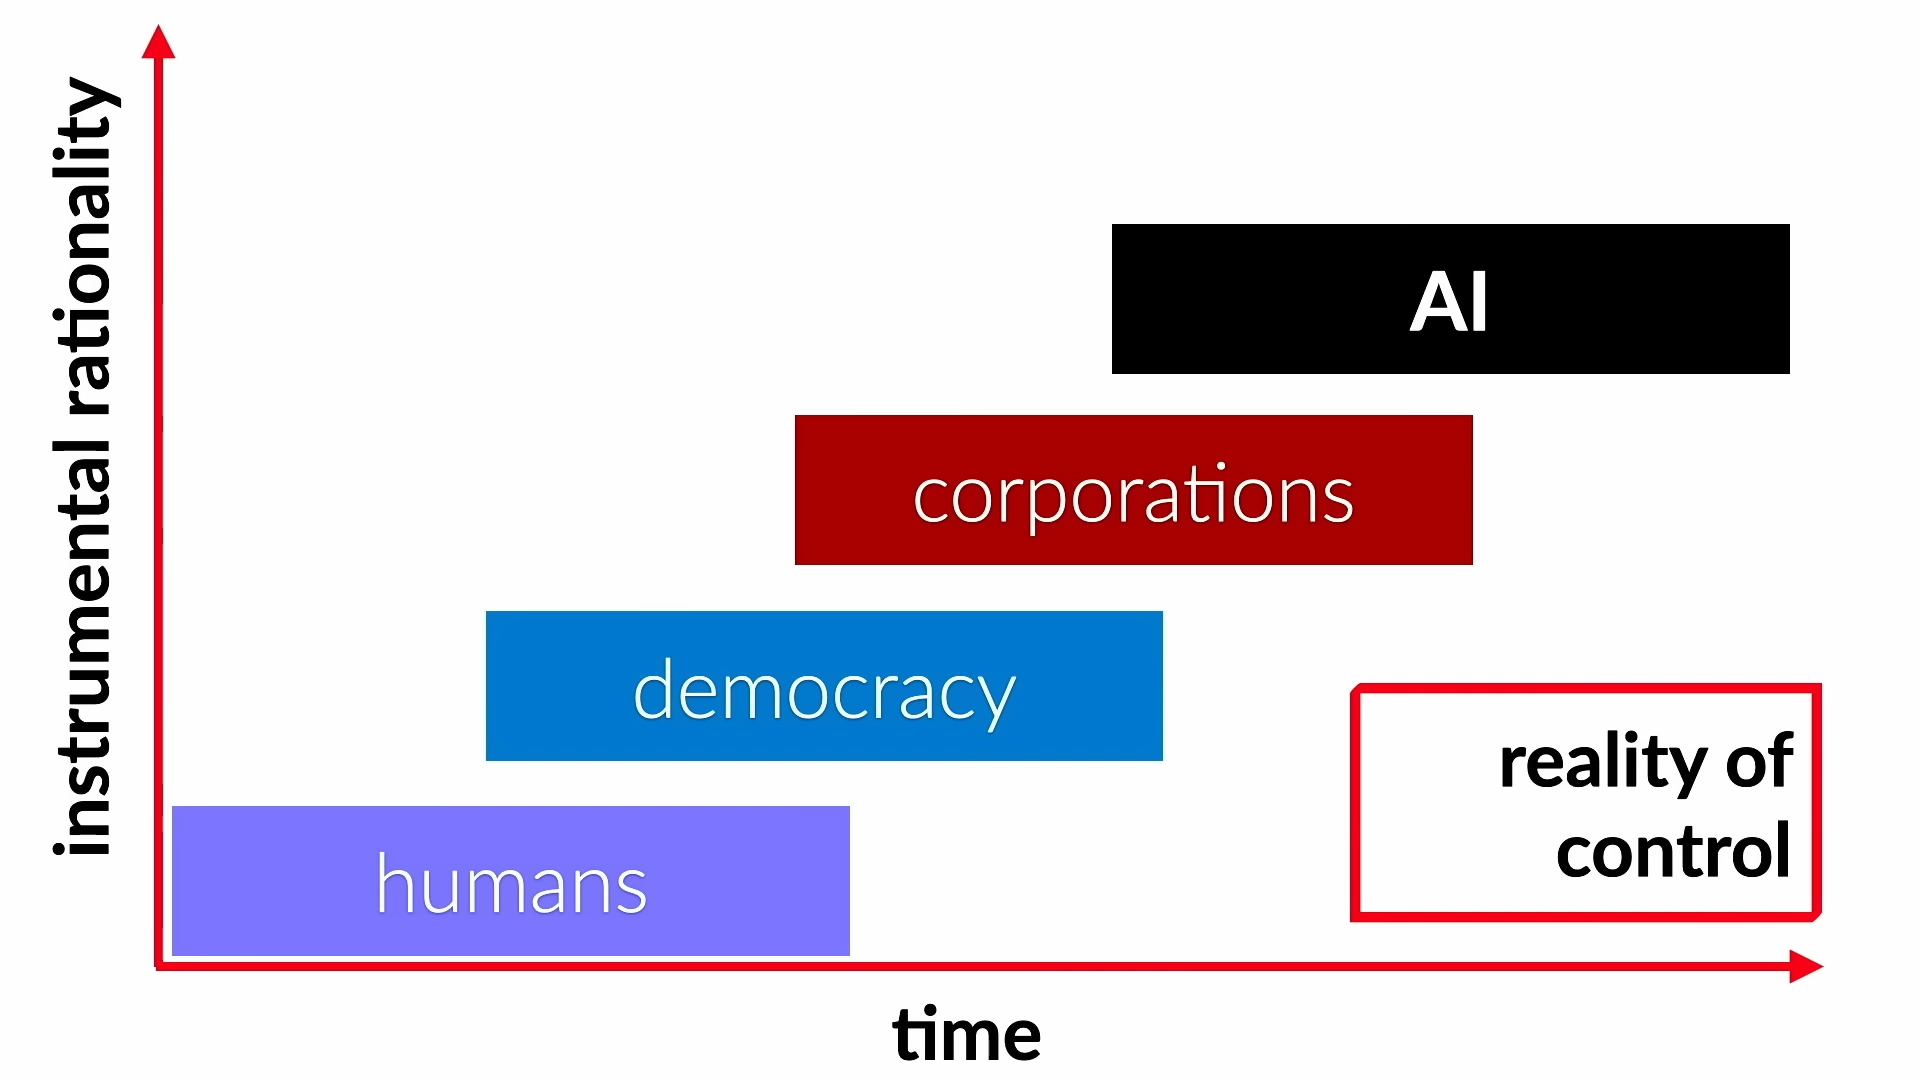 instrumental rationality
AI
corporations
democracy
humans
reality of
control
time